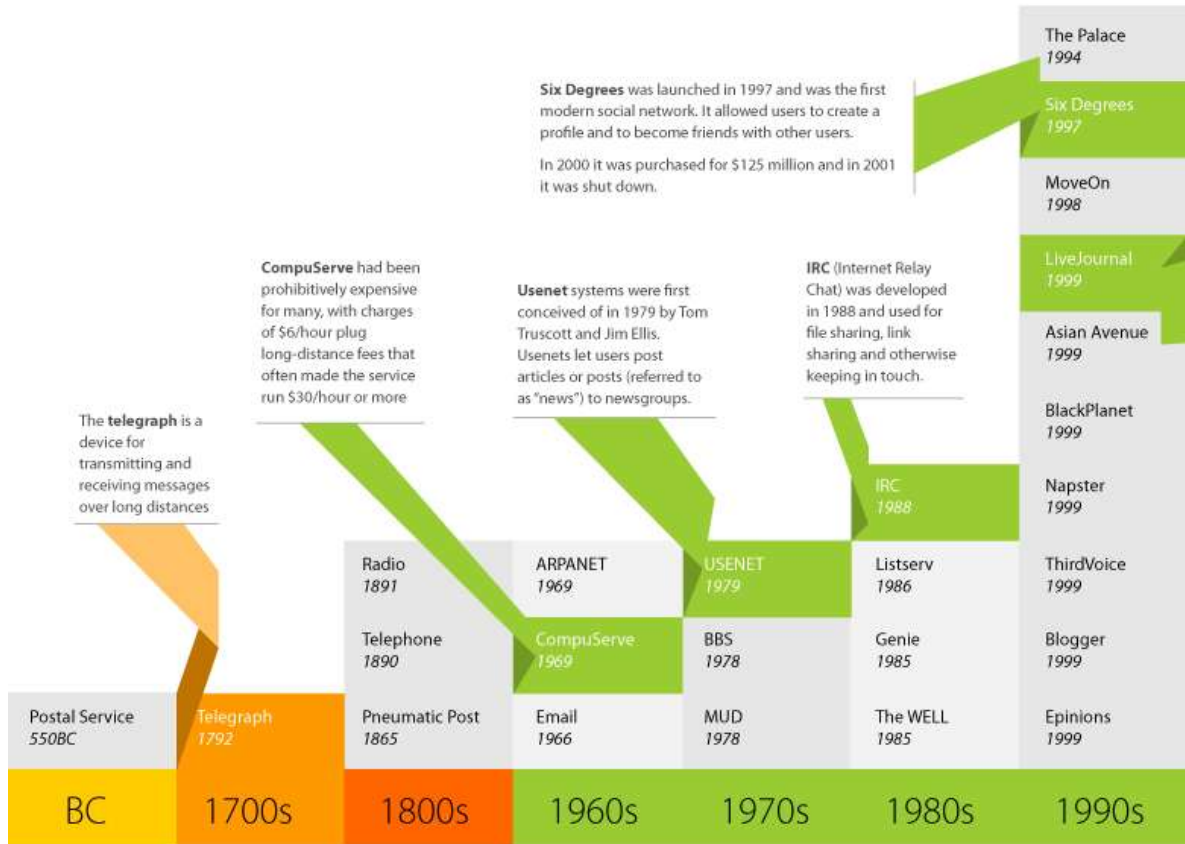 The Palace
1994
Six Degrees was launched in 1997 and was the first
modern social network. It allowed users to create a
profile and to become friends with other users.
In 2000 it was purchased for $125 million and in 2001
it was shut down.
Six Degrees
1997
MoveOn
1998
LiveJournal
1999
CompuServe had been
prohibitively expensive
for many, with charges
of $6/hour plug
long-distance fees that
often made the service
run $30/hour or more
Usenet systems were first
conceived of in 1979 by Tom
Truscott and Jim Ellis.
Usenets let users post
articles or posts (referred to
as "news") to newsgroups.
IRC (Internet Relay
Chat) was developed
in 1988 and used for
file sharing, link
sharing and otherwise
keeping in touch.
Asian Avenue
1999
BlackPlanet
1999
The telegraph is a
device for
transmitting and
receiving messages
over long distances
IRC
1988
Napster
1999
Radio
1891
ARPANET
1969
USENET
1979
Listserv
1986
ThirdVoice
1999
Telephone
1890
CompuServe
1969
BBS
1978
Genie
1985
Blogger
1999
Postal Service
550BC
Telegraph
1792
Pneumatic Post
1865
Email
1966
MUD
1978
The WELL
1985
Epinions
1999
BC
1700s
1800s
1960s
1970s
1980s
1990s